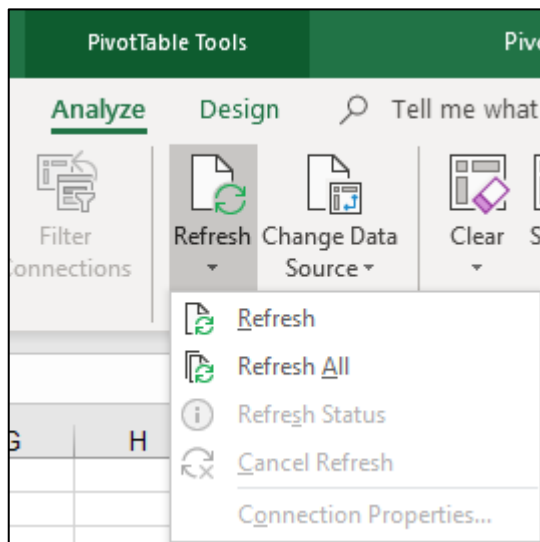 PivotTable Tools
Analyze Design Tell me what
Filter Refresh Change Data Clear
Source
Refresh
Refresh All
Refresh Status
H Cancel Refresh
Connection Properties...